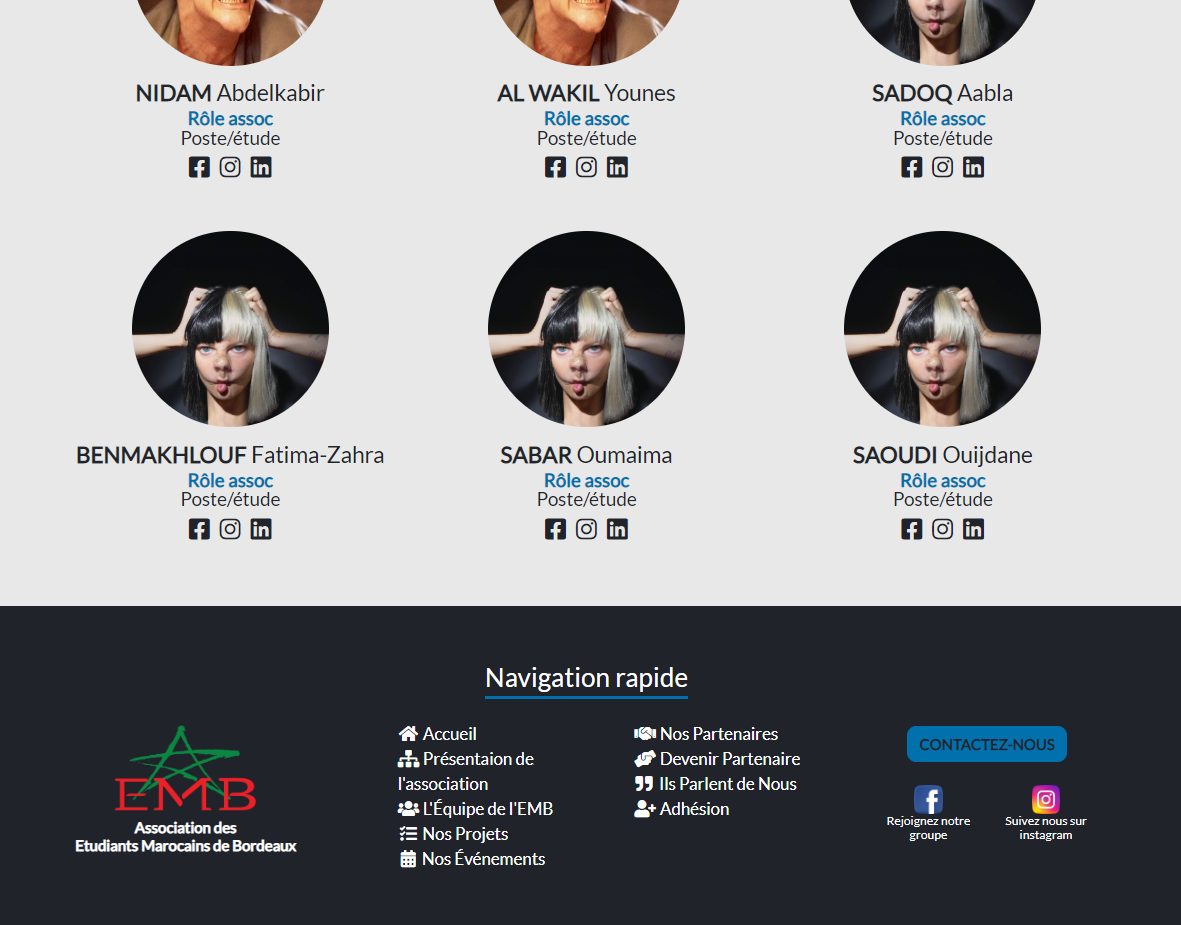 NIDAM Abdelkabir
Rôle assoc
Poste/étude
AL WAKIL Younes
Rôle assoc
Poste/étude
SADOQ Aabla
Rôle assoc
Poste/étude
BENMAKHLOUF Fatima-Zahra
Rôle assoc
Poste/étude
SABAR Oumaima
Rôle assoc
Poste/étude
SAOUDI Ouijdane
Rôle assoc
Poste/étude
Navigation rapide
EMB
Association des
Etudiants Marocains de Bordeaux
Accueil
Présentaion de
l'association
L'Équipe de l'EMB
Nos Projets
Nos Événements
Nos Partenaires
Devenir Partenaire
Ils Parlent de Nous
Adhésion
CONTACTEZ-NOUS
Rejoignez notre
groupe
Suivez nous sur
instagram